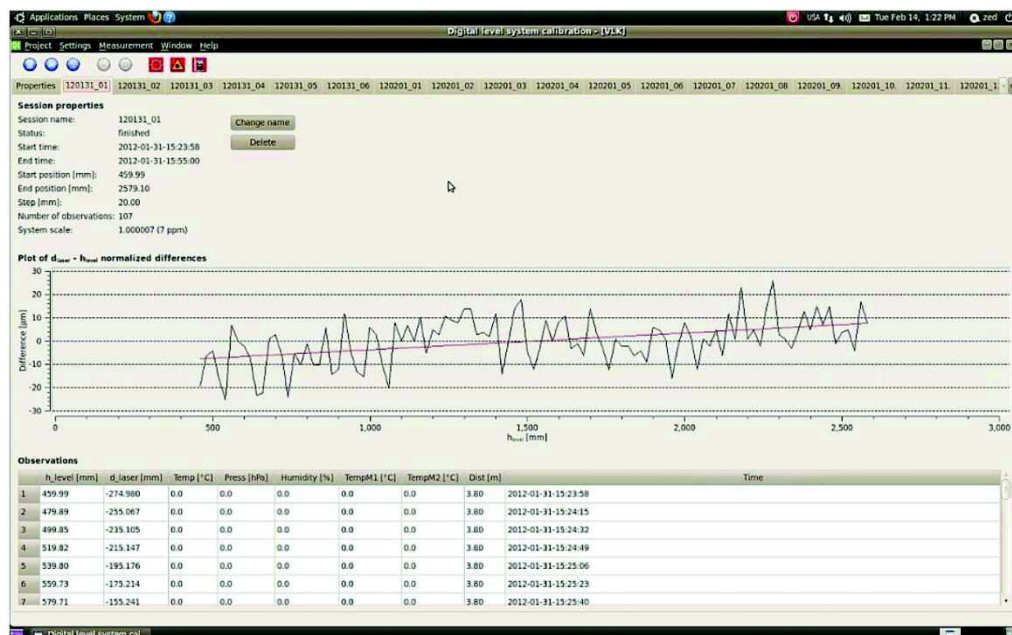 Applications Places System USA Tue Feb 14, 1:22 PM zed
Digital level system calibration - [VLK]
Project Settings Measurement Window Help
Properties 120131_01 120131_02 120131_03 120131_04 120131_05 120131_06 120201_01 120201_02 120201_03 120201_04 120201_05 120201_06 120201_07 120201_08 120201_09. 120201_10. 120201_11. 120201_1
Session properties
Session name: 120131_01 Change name
Status: finished Delete
Start time: 2012-01-31-15:23:58
End time: 2012-01-31-15:55:00
Start position [mm]: 459.99
End position [mm]: 2579.10
Step [mm]: 20.00
Number of observations: 107
System scale: 1.000007 (7 ppm)
Plot of dlaser - hlevel normalized differences
30
20
10
0
-10
-20
-30
Difference [µm]
0 500 1,000 1,500 2,000 2,500 3,000
hlevel [mm]
Observations
h_level [mm] d_laser [mm] Temp [°C] Press [hPa] Humidity [%] TempM1 [°C] TempM2 [°C] Dist [m] Time
1 459.99 -274.980 0.0 0.0 0.0 0.0 0.0 3.80 2012-01-31-15:23:58
2 479.89 -255.067 0.0 0.0 0.0 0.0 0.0 3.80 2012-01-31-15:24:15
3 499.85 -235.105 0.0 0.0 0.0 0.0 0.0 3.80 2012-01-31-15:24:32
4 519.82 -215.147 0.0 0.0 0.0 0.0 0.0 3.80 2012-01-31-15:24:49
5 539.80 -195.176 0.0 0.0 0.0 0.0 0.0 3.80 2012-01-31-15:25:06
6 559.73 -175.214 0.0 0.0 0.0 0.0 0.0 3.80 2012-01-31-15:25:23
7 579.71 -155.241 0.0 0.0 0.0 0.0 0.0 3.80 2012-01-31-15:25:40
Digital level system cal